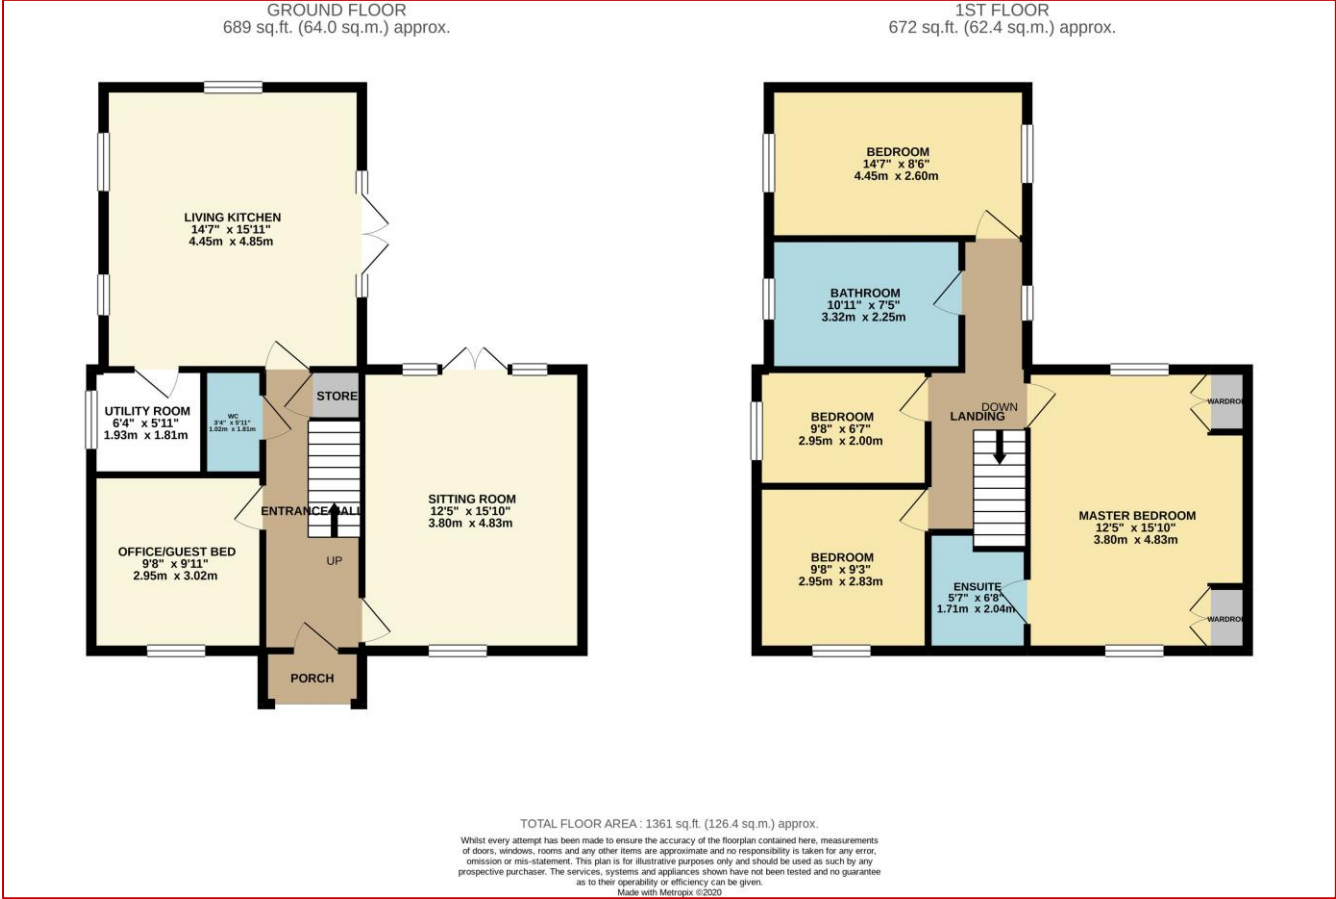 GROUND FLOOR
689 sq.ft. (64.0 sq.m.) approx.
LIVING KITCHEN
14'7" x 15'11"
4.45m x 4.85m
UTILITY ROOM
6'4" x 5'11"
1.93m x 1.81m
WC
3'4" x 5'11"
1.02m x 1.81m
STORE
SITTING ROOM
12'5" x 15'10"
3.80m x 4.83m
ENTRANCE HALL
OFFICE/GUEST BED
9'8" x 9'11"
2.95m x 3.02m
UP
PORCH
1ST FLOOR
672 sq.ft. (62.4 sq.m.) approx.
BEDROOM
14'7" x 8'6"
4.45m x 2.60m
BATHROOM
10'11" x 7'5"
3.32m x 2.25m
BEDROOM
9'8" x 6'7"
2.95m x 2.00m
DOWN
LANDING
WARDRO
MASTER BEDROOM
12'5" x 15'10"
3.80m x 4.83m
BEDROOM
9'8" x 9'3"
2.95m x 2.83m
ENSUITE
5'7" x 6'8"
1.71m x 2.04m
WARDRO
TOTAL FLOOR AREA : 1361 sq.ft. (126.4 sq.m.) approx.
Whilst every attempt has been made to ensure the accuracy of the floorplan contained here, measurements
of doors, windows, rooms and any other items are approximate and no responsibility is taken for any error,
omission or mis-statement. This plan is for illustrative purposes only and should be used as such by any
prospective purchaser. The services, systems and appliances shown have not been tested and no guarantee
as to their operability or efficiency can be given.
Made with Metropix ©2020